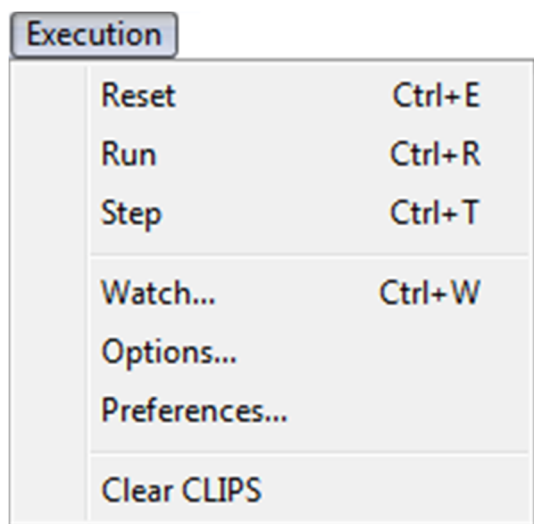 Execution
Reset Ctrl+E
Run Ctrl+R
Step Ctrl+T
Watch... Ctrl+W
Options...
Preferences...
Clear CLIPS